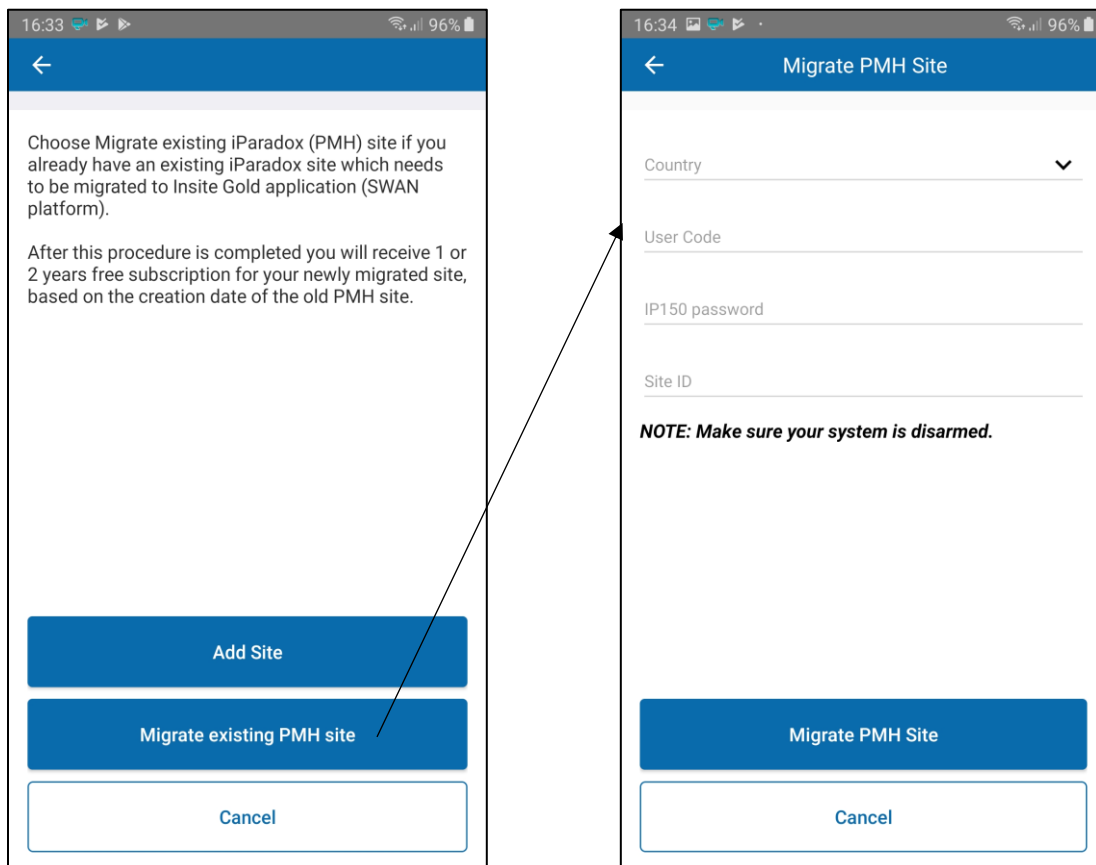 16:33
96%
Choose Migrate existing iParadox (PMH) site if you
already have an existing iParadox site which needs
to be migrated to Insite Gold application (SWAN
platform).
After this procedure is completed you will receive 1 or
2 years free subscription for your newly migrated site,
based on the creation date of the old PMH site.
Add Site
Migrate existing PMH site
Cancel
16:34
96%
Migrate PMH Site
Country
User Code
IP150 password
Site ID
NOTE: Make sure your system is disarmed.
Migrate PMH Site
Cancel